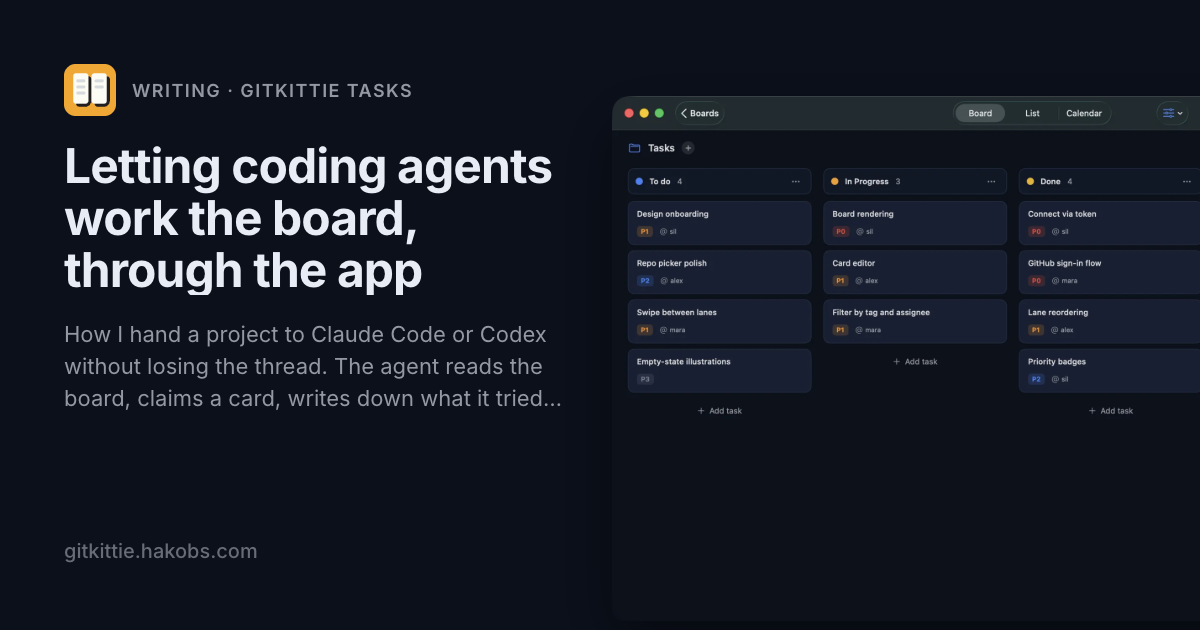 WRITING · GITKITTIE TASKS
Letting coding agents
work the board,
through the app
How I hand a project to Claude Code or Codex
without losing the thread. The agent reads the
board, claims a card, writes down what it tried...
gitkittie.hakobs.com
Boards
Board List Calendar
Tasks +
To do 4 ...
Design onboarding
P1 @ sil
Repo picker polish
P2 @ alex
Swipe between lanes
P1 @ mara
Empty-state illustrations
P3
+ Add task
In Progress 3 ...
Board rendering
P0 @ sil
Card editor
P1 @ alex
Filter by tag and assignee
P1 @ mara
+ Add task
Done 4 ...
Connect via token
P0 @ sil
GitHub sign-in flow
P0 @ mara
Lane reordering
P1 @ alex
Priority badges
P2 @ sil
+ Add task